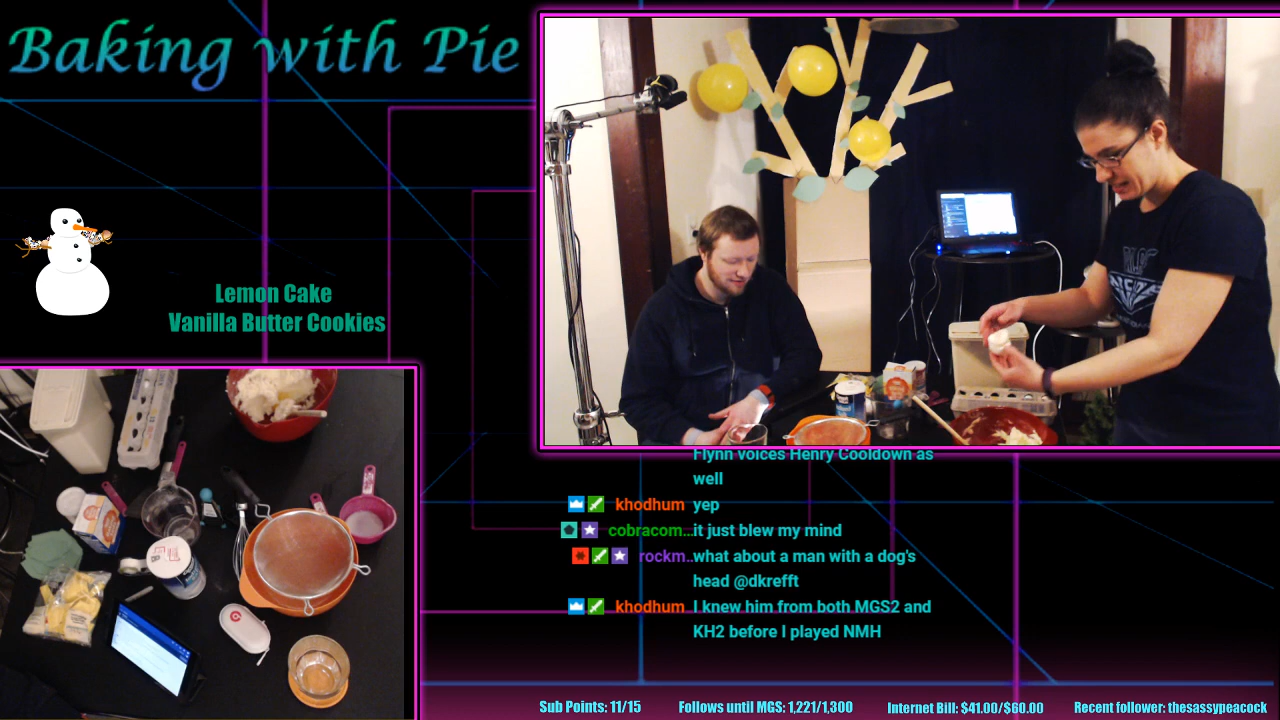 Baking with Pie
Lemon Cake
Vanilla Butter Cookies
Flynn voices Henry Cooldown as
well
khodhum yep
cobracom... it just blew my mind
rockm... what about a man with a dog's
head @dkrefft
khodhum I knew him from both MGS2 and
KH2 before I played NMH
Sub Points: 11/15
Follows until MGS: 1,221/1,300
Internet Bill: $41.00/$60.00
Recent follower: thesassypeacock